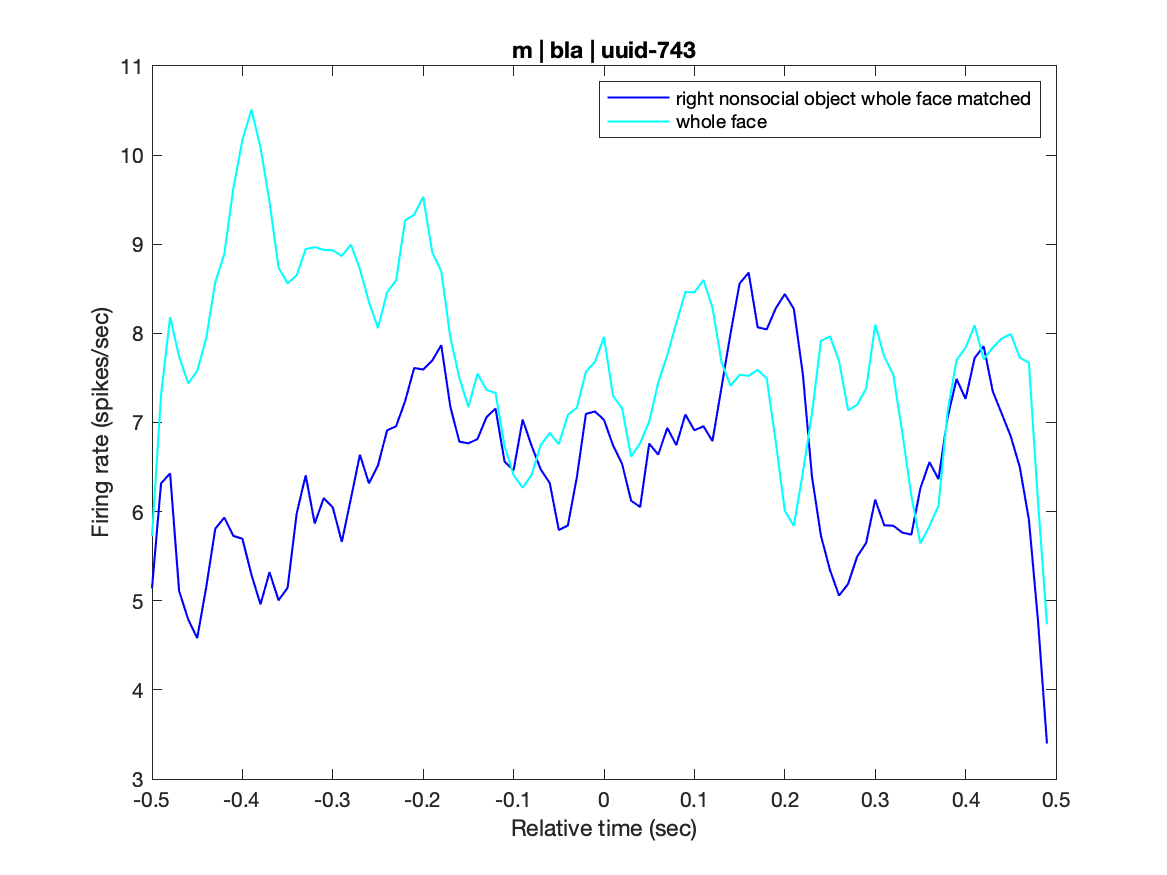 m | bla | uuid-743
right nonsocial object whole face matched
whole face
Firing rate (spikes/sec)
11
10
9
8
7
6
5
4
3
-0.5 -0.4 -0.3 -0.2 -0.1 0 0.1 0.2 0.3 0.4 0.5
Relative time (sec)